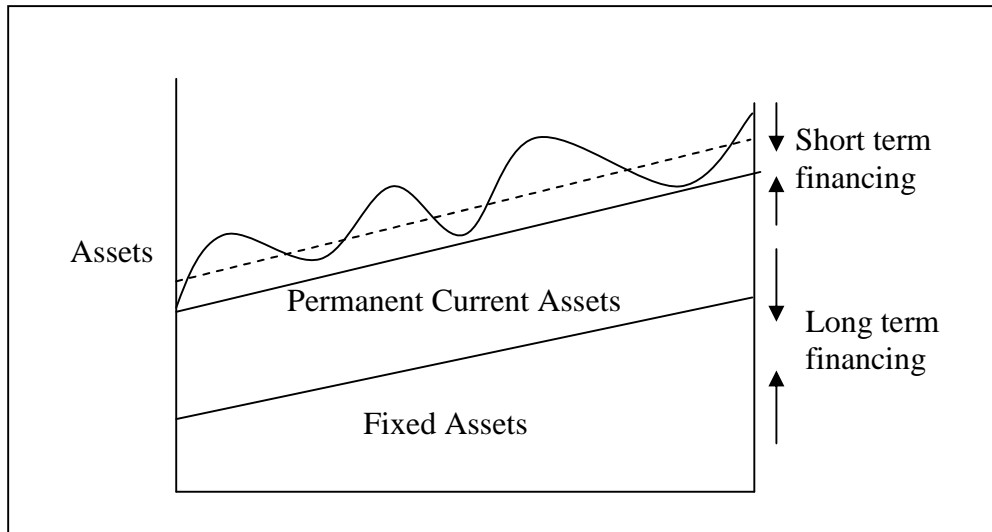 Short term
financing
Assets
Permanent Current Assets
Long term
financing
Fixed Assets